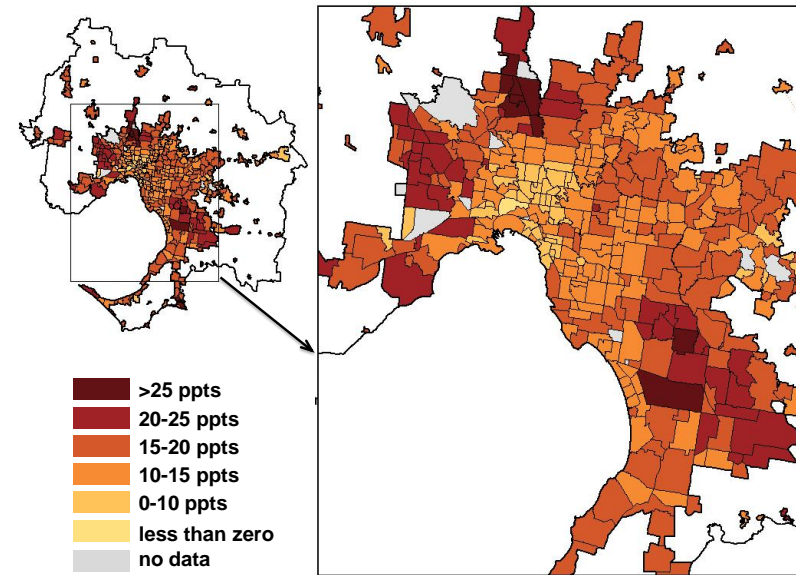 >25 ppts
20-25 ppts
15-20 ppts
10-15 ppts
0-10 ppts
less than zero
no data